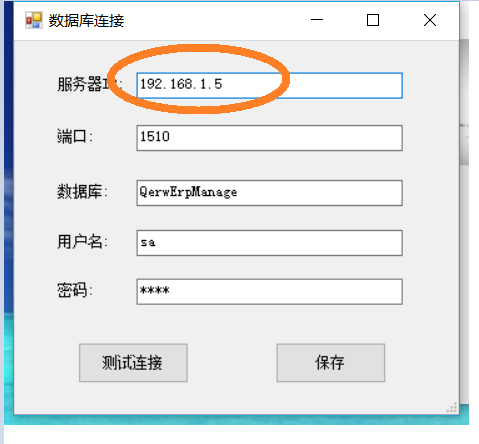 数据库连接
服务器IP: 192.168.1.5
端口: 1510
数据库: QerwErpManage
用户名: sa
密码: ****
测试连接 保存